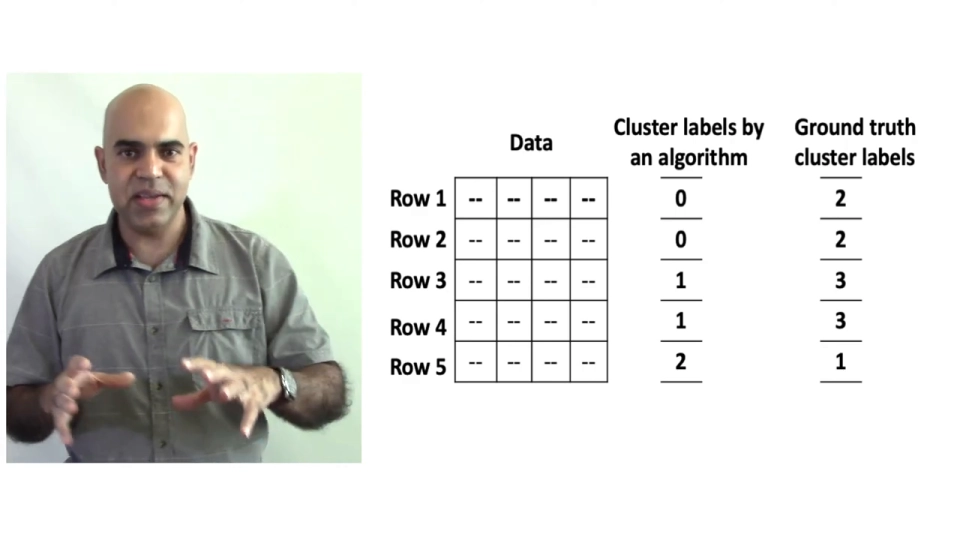 Data
Cluster labels by
an algorithm
Ground truth
cluster labels
Row 1 -- -- -- -- 0 2
Row 2 -- -- -- -- 0 2
Row 3 -- -- -- -- 1 3
Row 4 -- -- -- -- 1 3
Row 5 -- -- -- -- 2 1